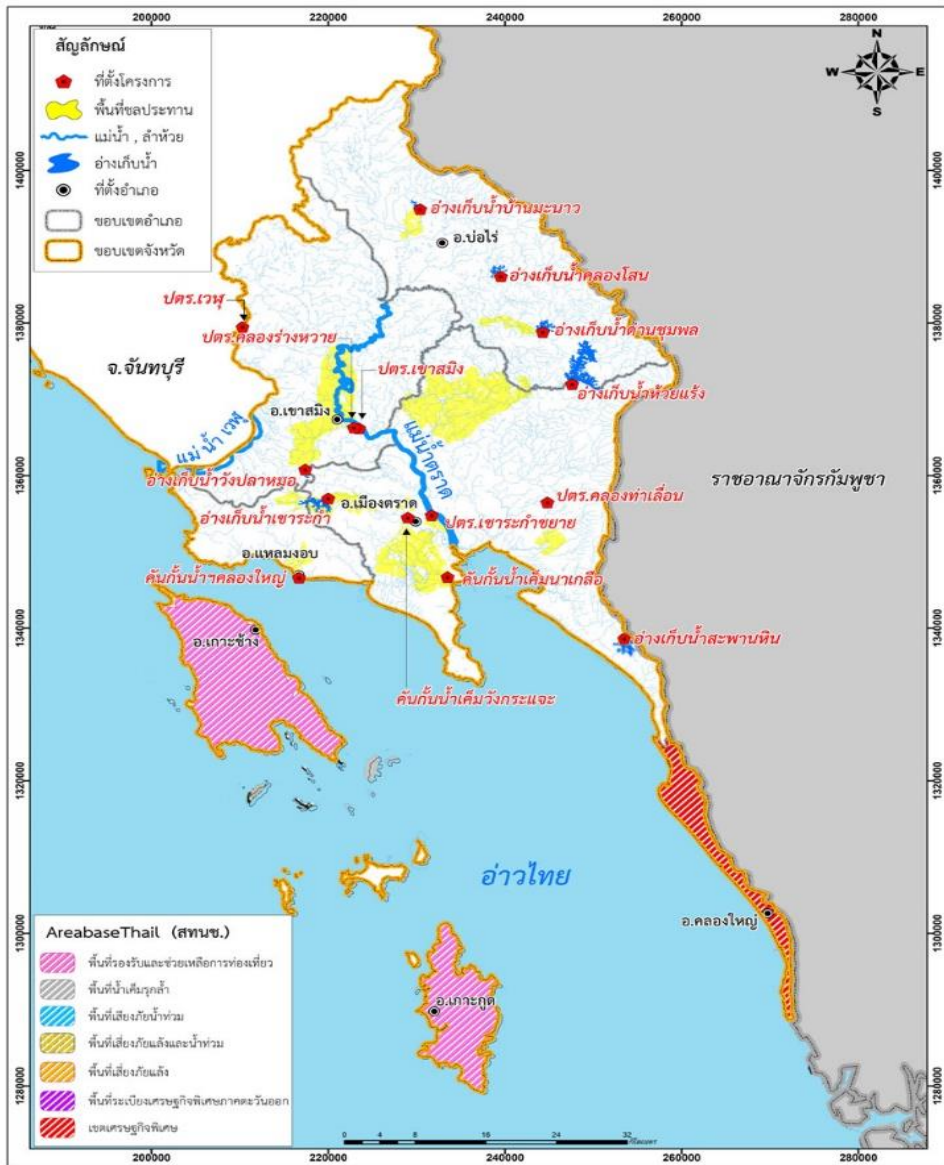 200000 220000 240000 260000 280000
สัญลักษณ์
ที่ตั้งโครงการ
พื้นที่ชลประทาน
แม่น้ำ , ลำห้วย
อ่างเก็บน้ำ
ที่ตั้งอำเภอ
ขอบเขตอำเภอ
ขอบเขตจังหวัด
N
W E
S
1400000 1400000
อ่างเก็บน้ำบ้านมะนาว
อ.บ่อไร่
อ่างเก็บน้ำคลองโสน
ปตร.เวฬุ
1380000 1380000
ปตร.คลองร่างหวาย
อ่างเก็บน้ำด่านชุมพล
จ.จันทบุรี
ปตร.เขาสมิง
อ่างเก็บน้ำห้วยแร้ง
อ.เขาสมิง
แม่น้ำ เวฬุ
แม่น้ำตราด
1360000 1360000
อ่างเก็บน้ำวังปลาหมอ
ราชอาณาจักรกัมพูชา
ปตร.คลองท่าเลื่อน
อ่างเก็บน้ำเขาระกำ
อ.เมืองตราด
ปตร.เขาระกำขยาย
อ.แหลมงอบ
คันกั้นน้ำฯคลองใหญ่
คันกั้นน้ำเค็มนาเกลือ
1340000 1340000
อ.เกาะช้าง
อ่างเก็บน้ำสะพานหิน
คันกั้นน้ำเค็มวังกระแจะ
1320000 1320000
อ่าวไทย
อ.คลองใหญ่
1300000 1300000
AreabaseThail (สทนช.)
พื้นที่รองรับและช่วยเหลือการท่องเที่ยว
พื้นที่น้ำเค็มรุกล้ำ
พื้นที่เสี่ยงภัยน้ำท่วม
พื้นที่เสี่ยงภัยแล้งและน้ำท่วม
พื้นที่เสี่ยงภัยแล้ง
พื้นที่ระเบียงเศรษฐกิจพิเศษภาคตะวันออก
เขตเศรษฐกิจพิเศษ
อ.เกาะกูด
1280000 1280000
0 2 4 8 16 24 32
200000 220000 240000 260000 280000